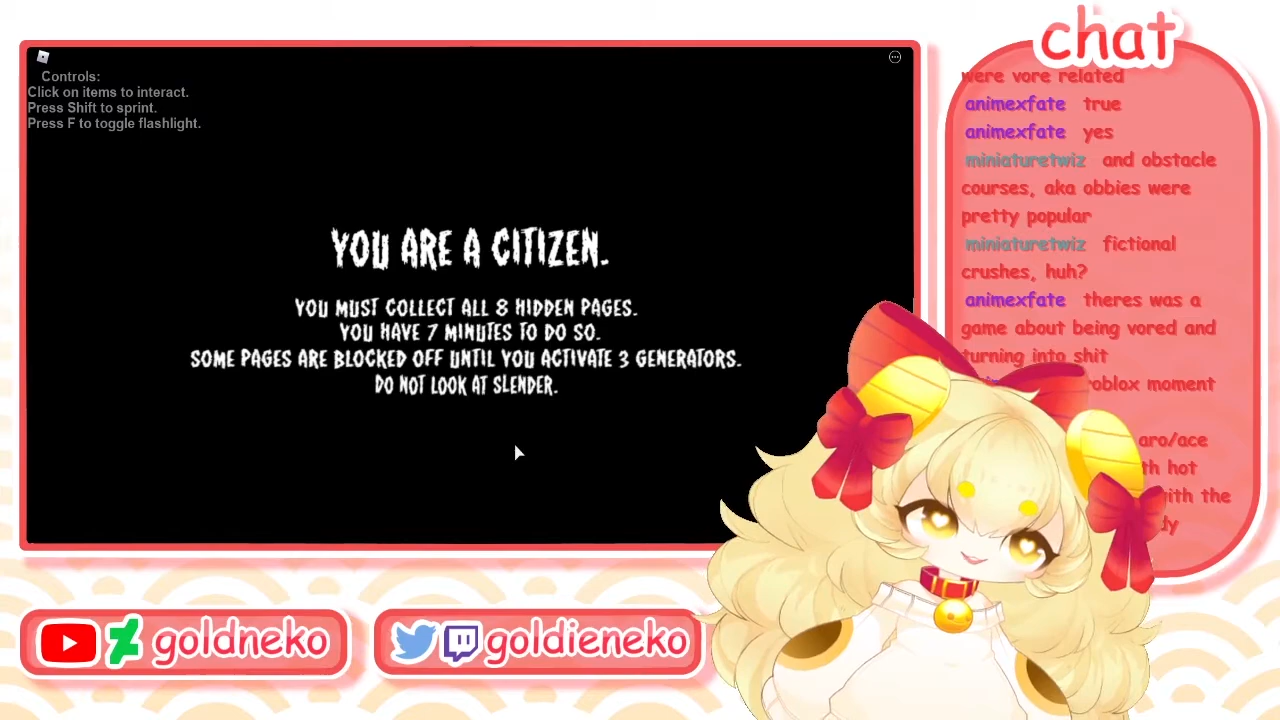 chat
Controls:
Click on items to interact.
Press Shift to sprint.
Press F to toggle flashlight.
YOU ARE A CITIZEN.
YOU MUST COLLECT ALL 8 HIDDEN PAGES.
YOU HAVE 7 MINUTES TO DO SO.
SOME PAGES ARE BLOCKED OFF UNTIL YOU ACTIVATE 3 GENERATORS.
DO NOT LOOK AT SLENDER.
were vore related
animexfate true
animexfate yes
miniaturetwiz and obstacle
courses, aka obbies were
pretty popular
miniaturetwiz fictional
crushes, huh?
animexfate theres was a
game about being vored and
turning into shit
roblox moment
aro/ace
hot
with the
goldneko
goldieneko